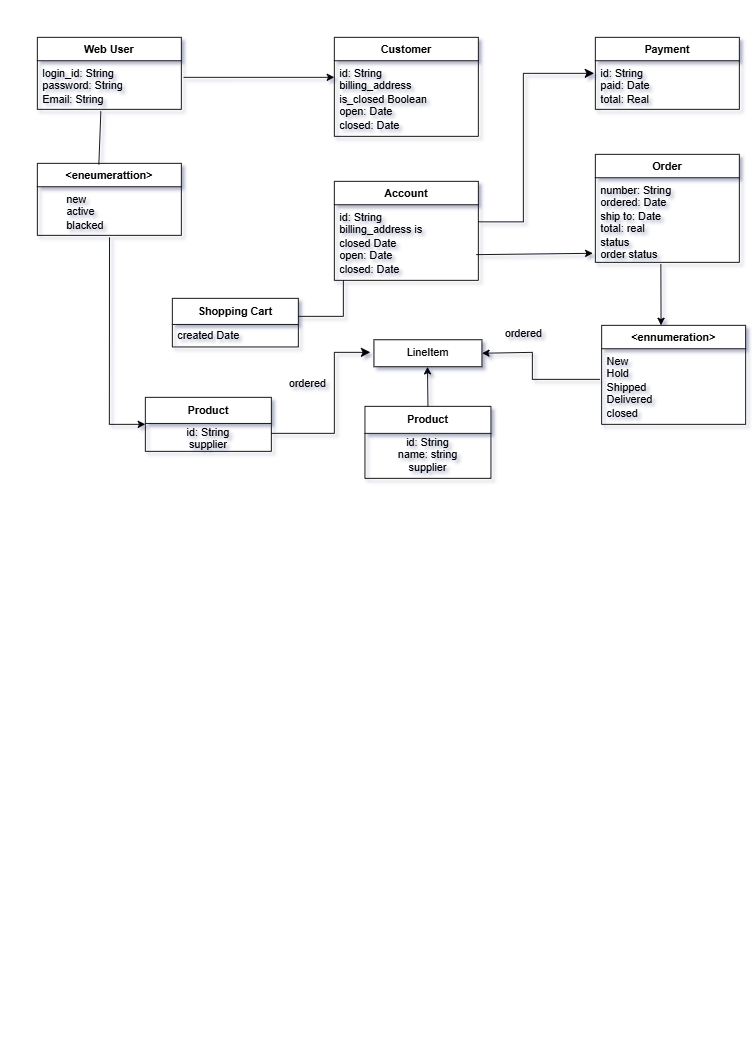 Web User
login_id: String
password: String
Email: String
Customer
id: String
billing_address
is_closed Boolean
open: Date
closed: Date
Payment
id: String
paid: Date
total: Real
<eneumerattion>
new
active
blacked
Account
id: String
billing_address is
closed Date
open: Date
closed: Date
Order
number: String
ordered: Date
ship to: Date
total: real
status
order status
Shopping Cart
created Date
LineItem
ordered
ordered
<ennumeration>
New
Hold
Shipped
Delivered
closed
Product
id: String
supplier
Product
id: String
name: string
supplier